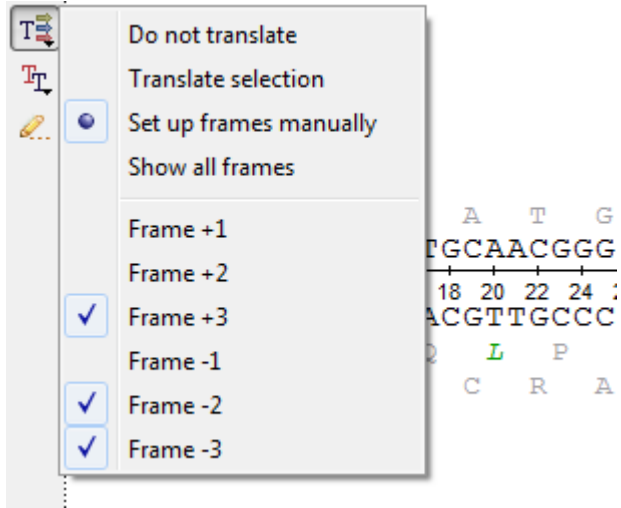 Do not translate
Translate selection
Set up frames manually
Show all frames
Frame +1
Frame +2
Frame +3
Frame -1
Frame -2
Frame -3
A T G
TGCAACGGG
18 20 22 24
ACGTTGCCC
Q L P
C R A